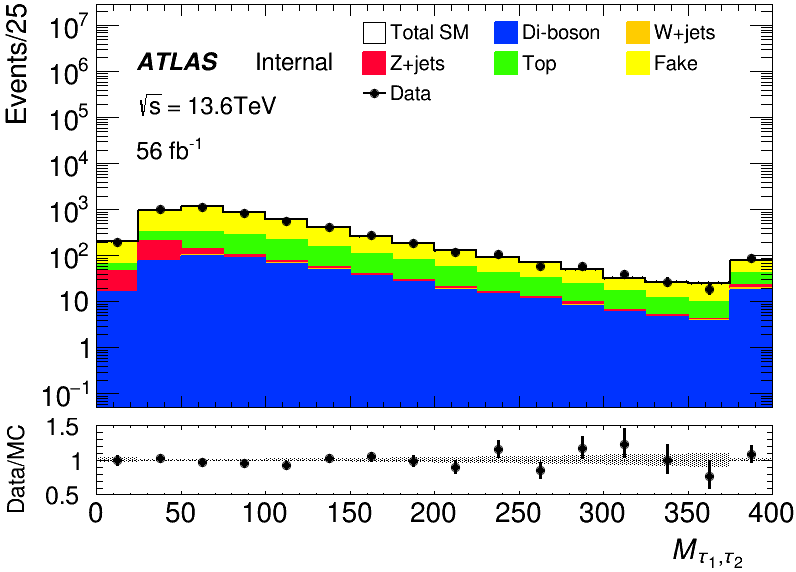 Events/25
10⁷
10⁶
10⁵
10⁴
10³
10²
10
1
10⁻¹
ATLAS Internal
√s = 13.6TeV
56 fb⁻¹
Total SM
Di-boson
W+jets
Z+jets
Top
Fake
Data
Data/MC
1.5
1
0.5
0 50 100 150 200 250 300 350 400
M_{τ₁,τ₂}